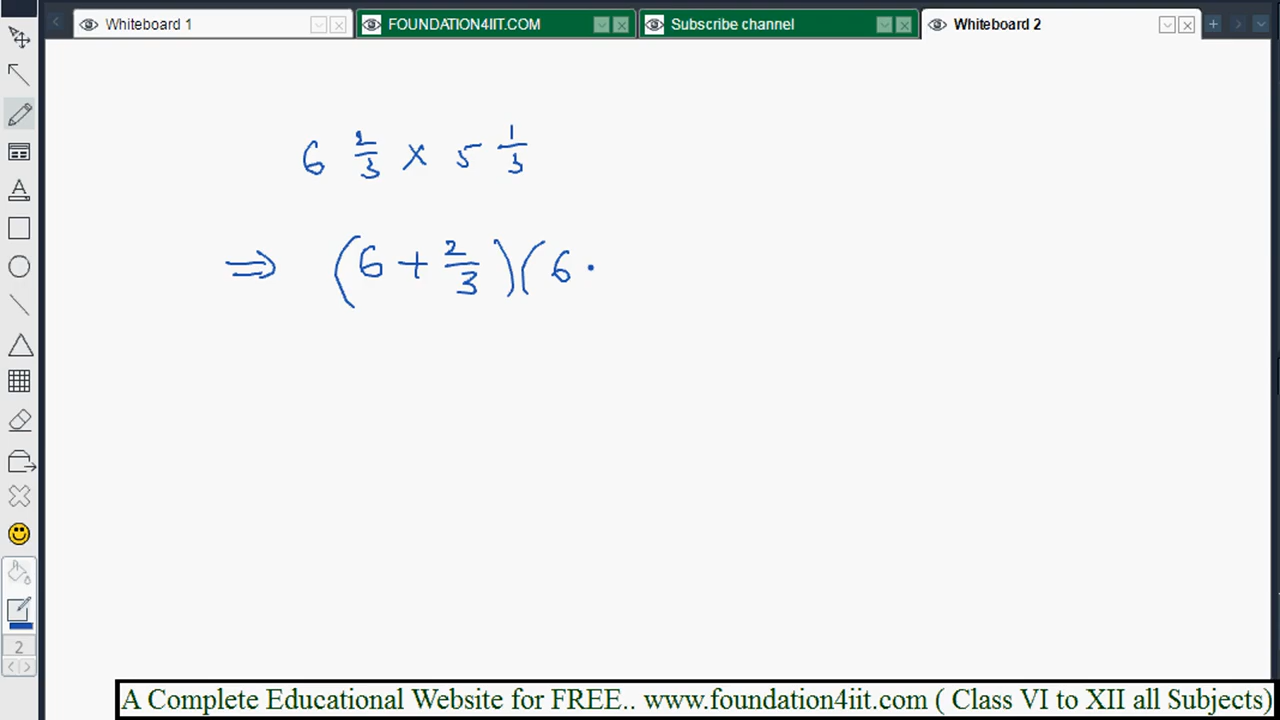 Whiteboard 1 FOUNDATION4IIT.COM Subscribe channel Whiteboard 2
6 2/3 × 5 1/3
⇒ (6 + 2/3)(6 ·
2
A Complete Educational Website for FREE.. www.foundation4iit.com ( Class VI to XII all Subjects)